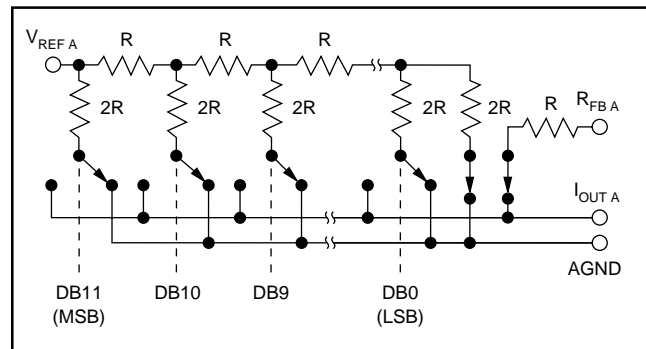 V_REF A
R
R
R
2R
2R
2R
2R
2R
R
R_FB A
I_OUT A
AGND
DB11
(MSB)
DB10
DB9
DB0
(LSB)